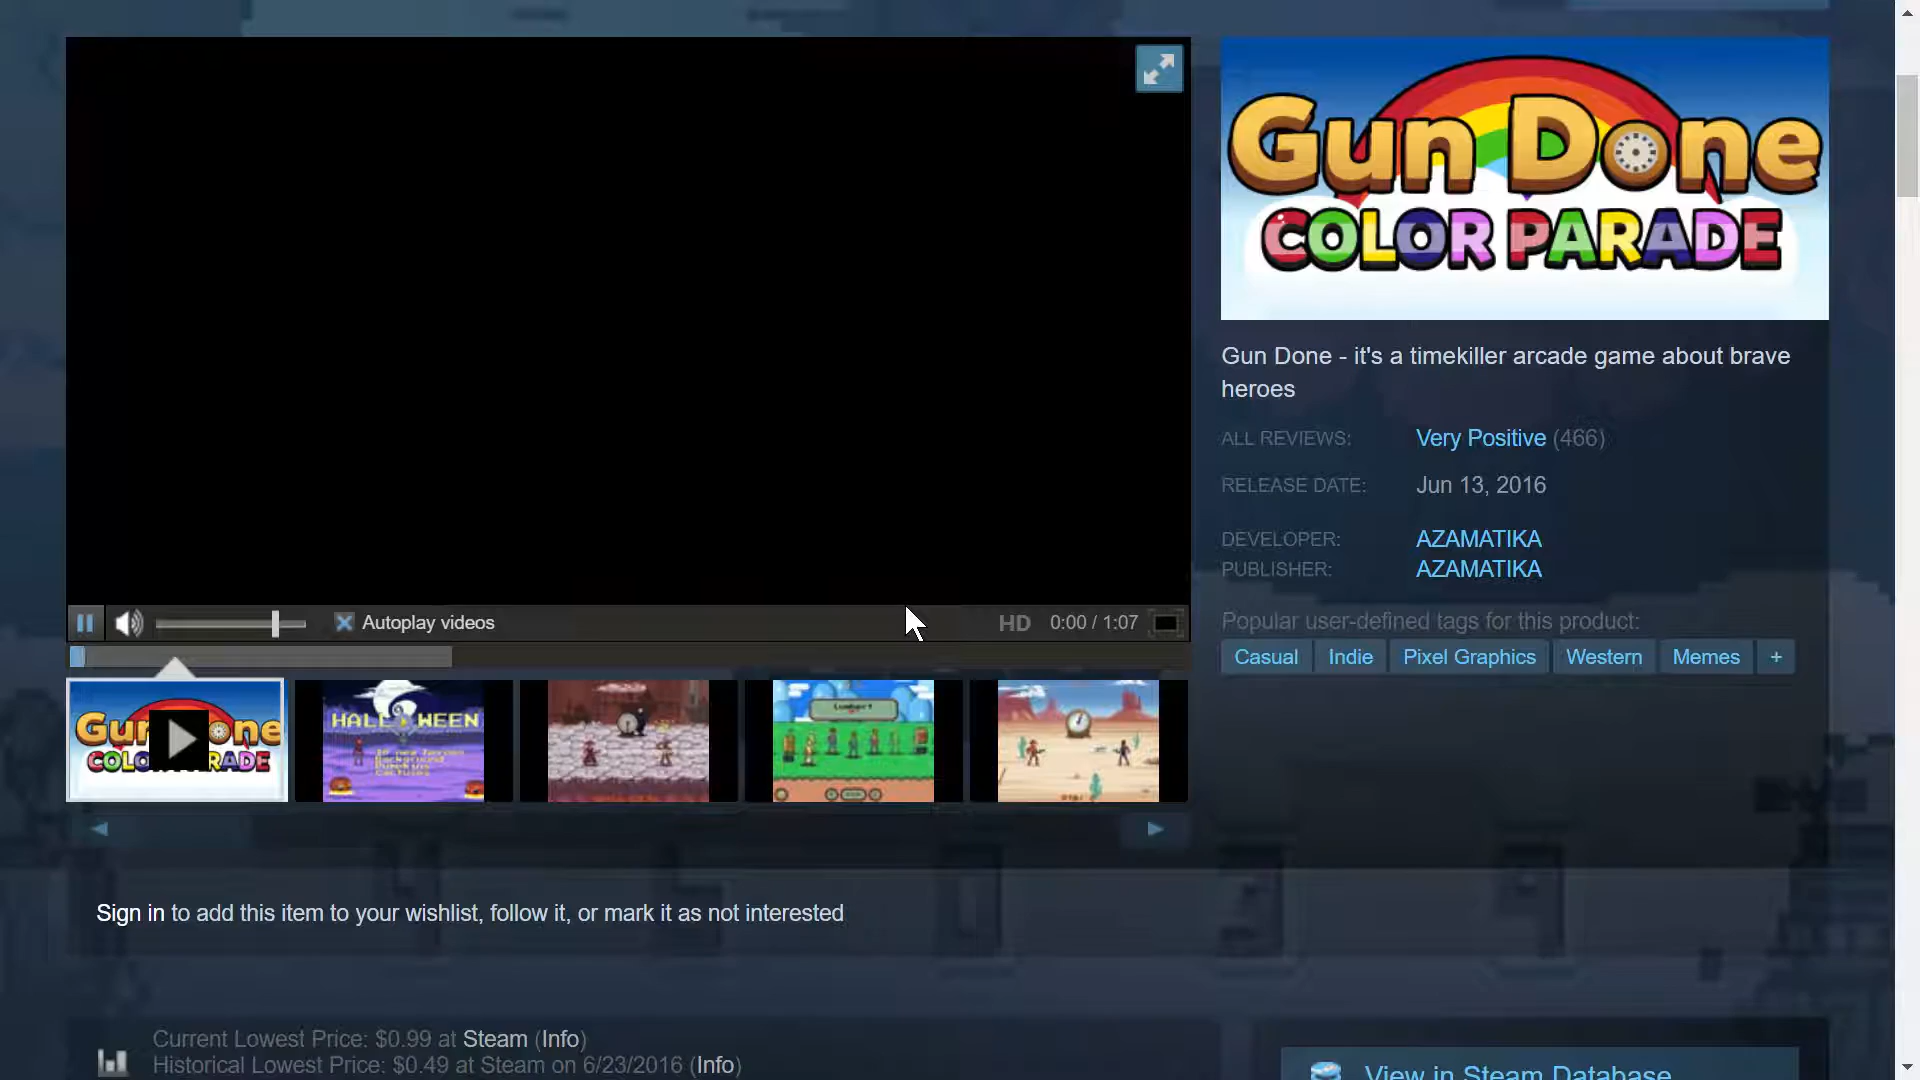 Gun Done
COLOR PARADE
Gun Done - it's a timekiller arcade game about brave
heroes
ALL REVIEWS: Very Positive (466)
RELEASE DATE: Jun 13, 2016
DEVELOPER: AZAMATIKA
PUBLISHER: AZAMATIKA
Popular user-defined tags for this product:
Casual Indie Pixel Graphics Western Memes +
Autoplay videos HD 0:00 / 1:07
Gun Done
COLOR PARADE
HALLOWEEN
Sign in to add this item to your wishlist, follow it, or mark it as not interested
Current Lowest Price: $0.99 at Steam (Info)
Historical Lowest Price: $0.49 at Steam on 6/23/2016 (Info)
View in Steam Database